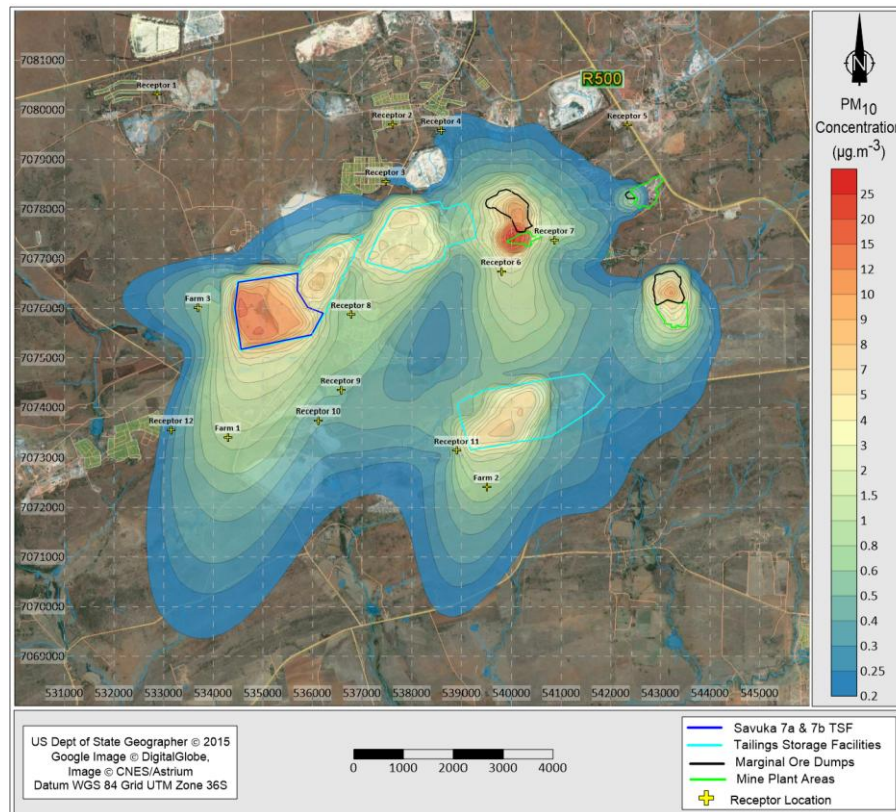 7081000
Receptor 1
R500
7080000
Receptor 2
Receptor 4
Receptor 5
7079000
Receptor 3
7078000
Receptor 7
7077000
Receptor 6
7076000
Farm 3
Receptor 8
7075000
Receptor 9
7074000
Receptor 10
Receptor 12
Farm 1
Receptor 11
7073000
Farm 2
7072000
7071000
7070000
7069000
531000 532000 533000 534000 535000 536000 537000 538000 539000 540000 541000 542000 543000 544000 545000
N
PM10
Concentration
(µg.m-3)
25
20
15
12
10
9
8
7
5
4
3
2
1
0.8
0.6
0.5
0.4
0.3
0.25
0.2
US Dept of State Geographer © 2015
Google Image © DigitalGlobe,
Image © CNES/Astrium
Datum WGS 84 Grid UTM Zone 36S
0 1000 2000 3000 4000
Savuka 7a & 7b TSF
Tailings Storage Facilities
Marginal Ore Dumps
Mine Plant Areas
Receptor Location